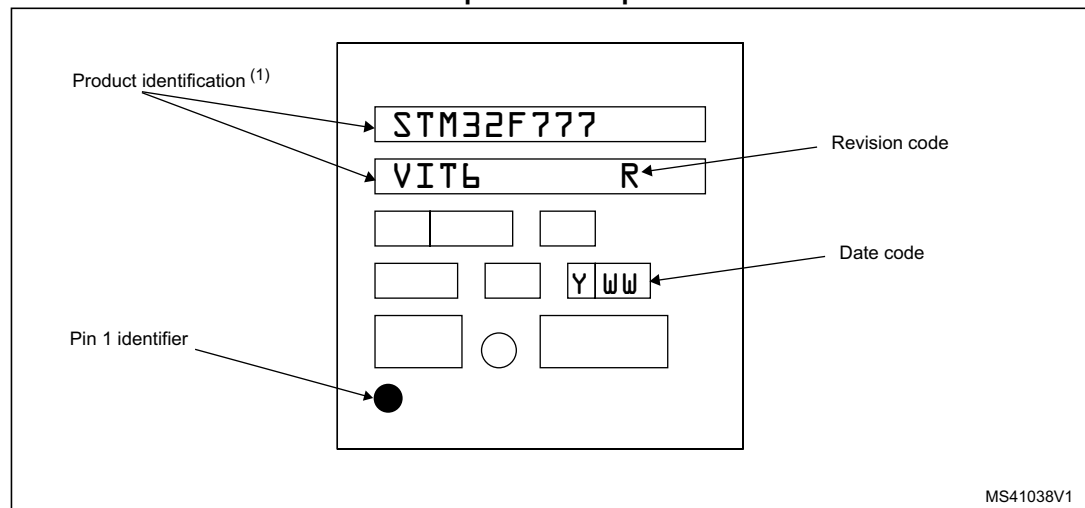 Product identification (1)
STM32F777
Revision code
VIT6 R
Date code
Y WW
Pin 1 identifier
MS41038V1